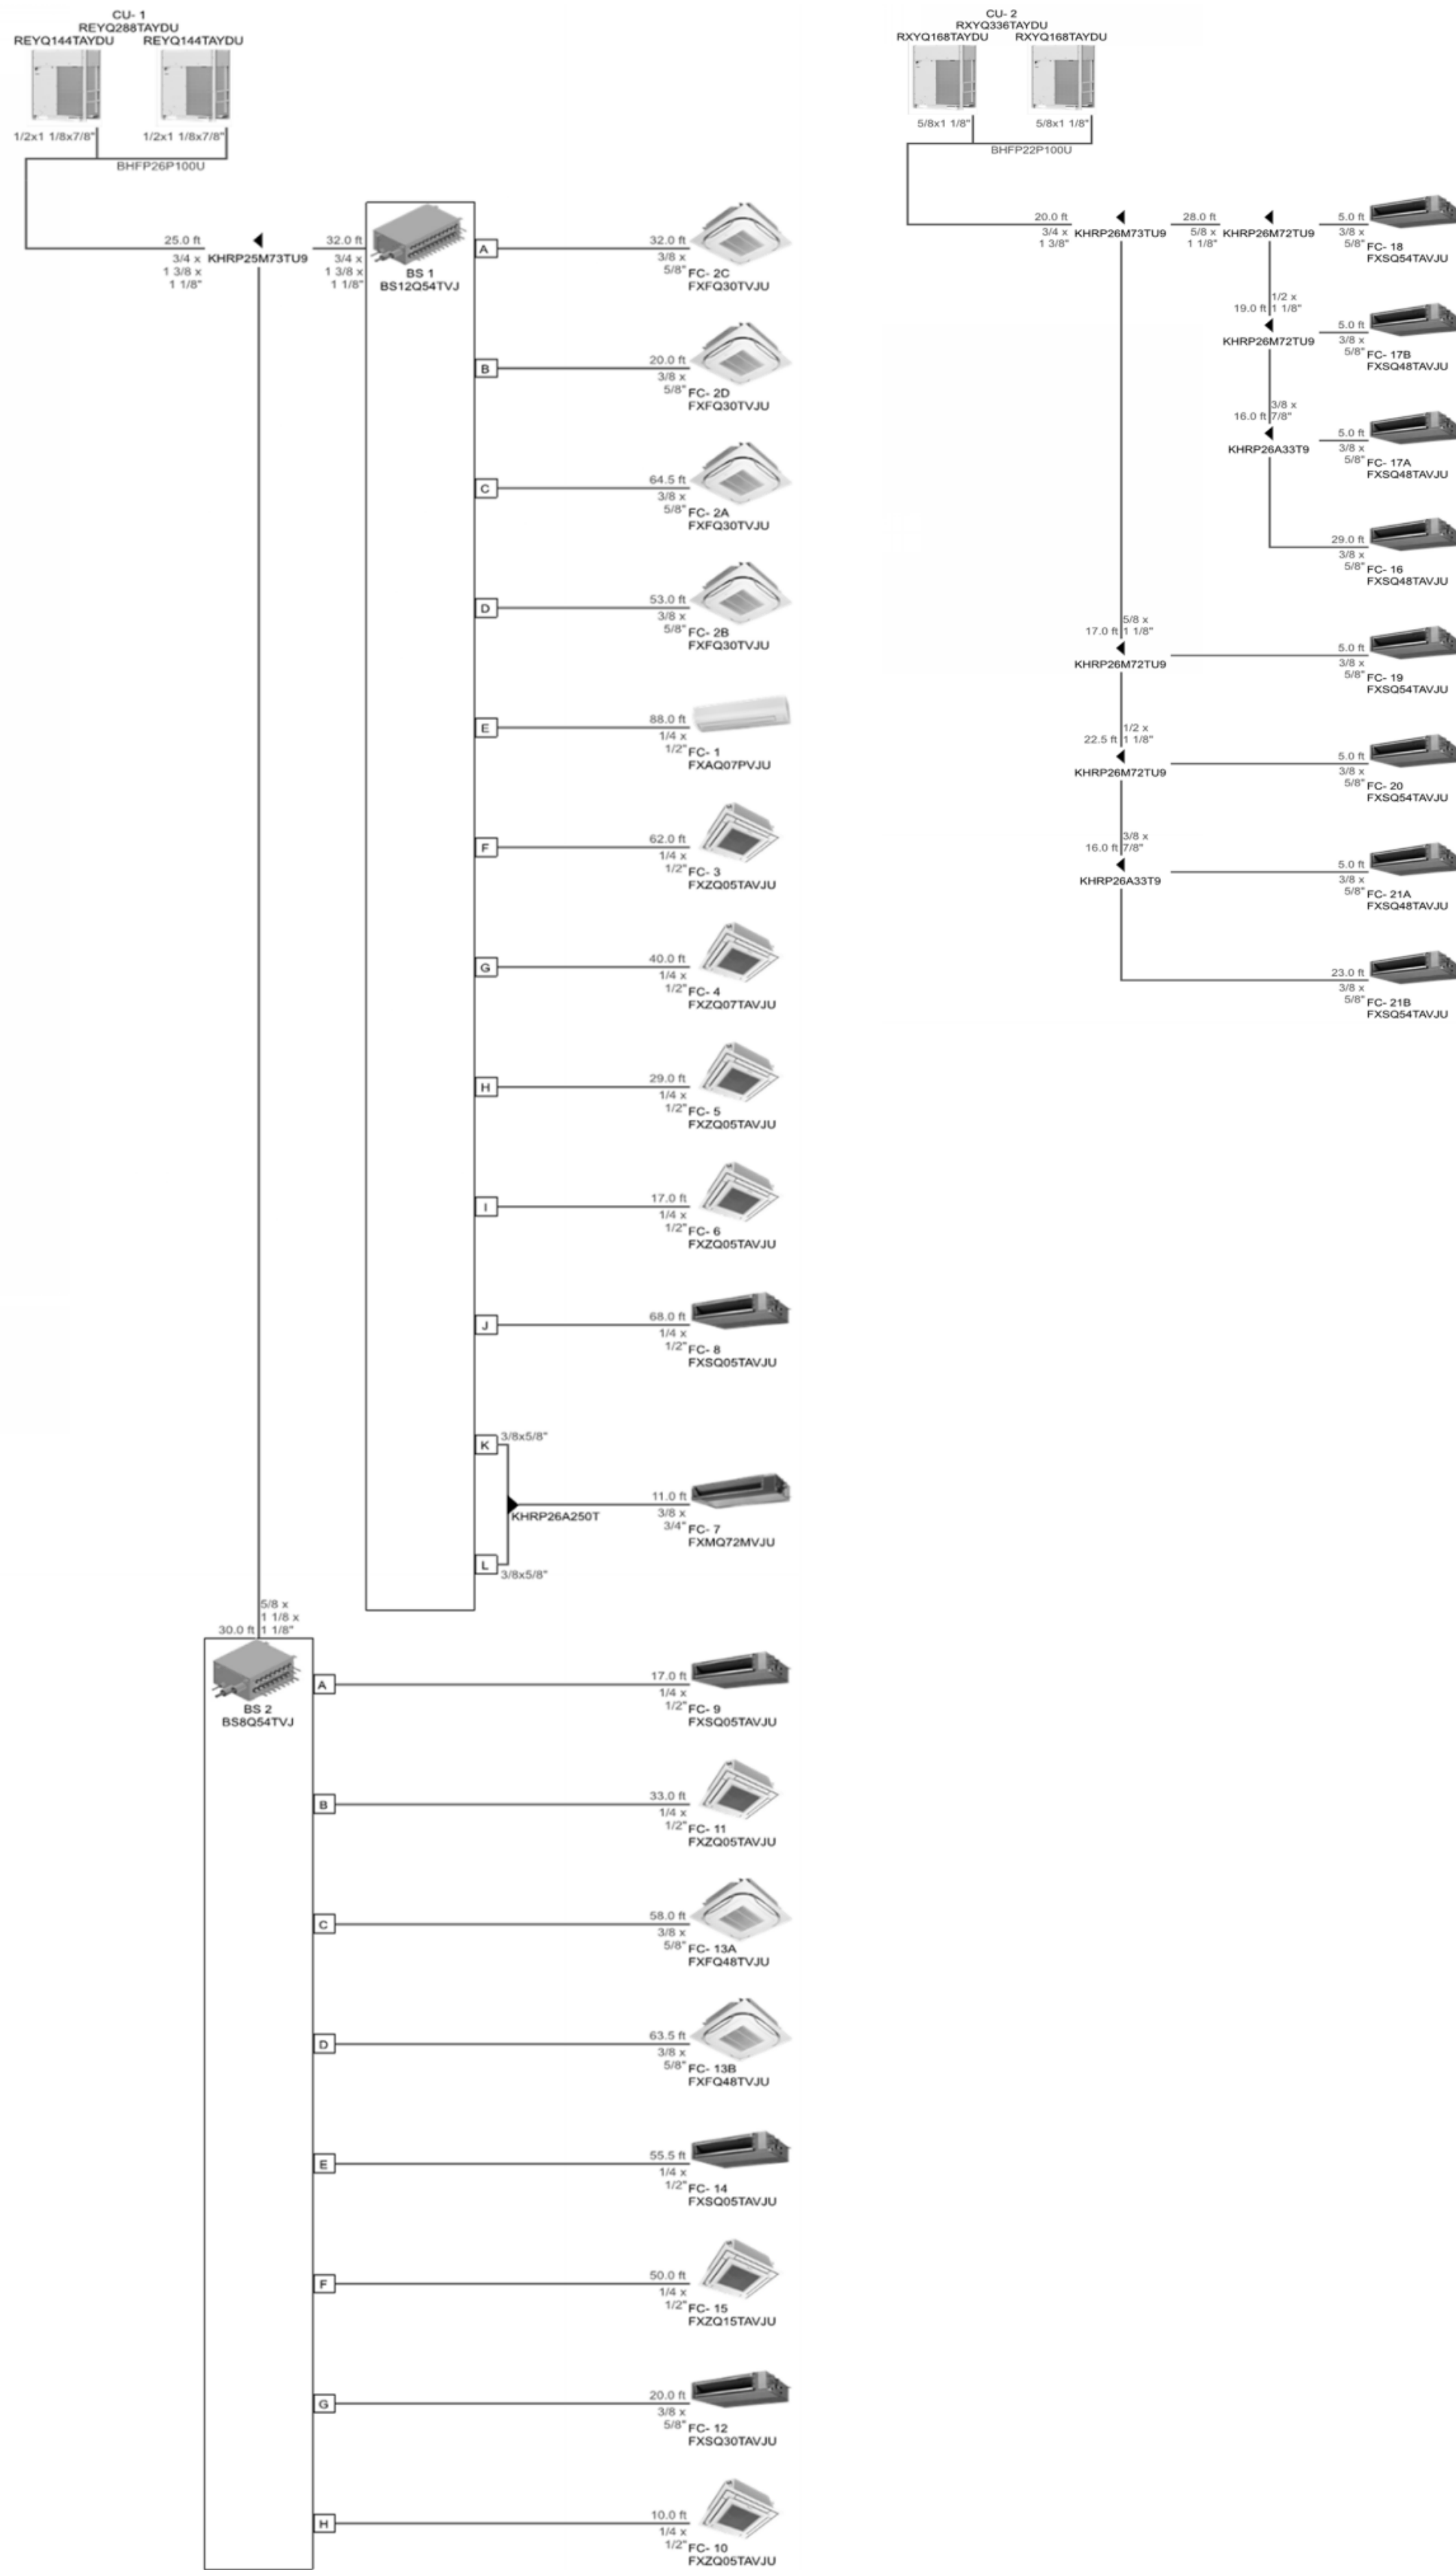 CU- 1
REYQ288TAYDU
REYQ144TAYDU REYQ144TAYDU
1/2x1 1/8x7/8" 1/2x1 1/8x7/8"
BHFP26P100U
25.0 ft
3/4 x
1 3/8 x
1 1/8"
KHRP25M73TU9
32.0 ft
3/4 x
1 3/8 x
1 1/8"
BS 1
BS12Q54TVJ
A
32.0 ft
3/8 x
5/8"
FC- 2C
FXFQ30TVJU
B
20.0 ft
3/8 x
5/8"
FC- 2D
FXFQ30TVJU
C
64.5 ft
3/8 x
5/8"
FC- 2A
FXFQ30TVJU
D
53.0 ft
3/8 x
5/8"
FC- 2B
FXFQ30TVJU
E
88.0 ft
1/4 x
1/2"
FC- 1
FXAQ07PVJU
F
62.0 ft
1/4 x
1/2"
FC- 3
FXZQ05TAVJU
G
40.0 ft
1/4 x
1/2"
FC- 4
FXZQ07TAVJU
H
29.0 ft
1/4 x
1/2"
FC- 5
FXZQ05TAVJU
I
17.0 ft
1/4 x
1/2"
FC- 6
FXZQ05TAVJU
J
68.0 ft
1/4 x
1/2"
FC- 8
FXSQ05TAVJU
K
3/8x5/8"
KHRP26A250T
11.0 ft
3/8 x
3/4"
FC- 7
FXMQ72MVJU
L
3/8x5/8"
5/8 x
1 1/8 x
30.0 ft 1 1/8"
BS 2
BS8Q54TVJ
A
17.0 ft
1/4 x
1/2"
FC- 9
FXSQ05TAVJU
B
33.0 ft
1/4 x
1/2"
FC- 11
FXZQ05TAVJU
C
58.0 ft
3/8 x
5/8"
FC- 13A
FXFQ48TVJU
D
63.5 ft
3/8 x
5/8"
FC- 13B
FXFQ48TVJU
E
55.5 ft
1/4 x
1/2"
FC- 14
FXSQ05TAVJU
F
50.0 ft
1/4 x
1/2"
FC- 15
FXZQ15TAVJU
G
20.0 ft
3/8 x
5/8"
FC- 12
FXSQ30TAVJU
H
10.0 ft
1/4 x
1/2"
FC- 10
FXZQ05TAVJU
CU- 2
RXYQ336TAYDU
RXYQ168TAYDU RXYQ168TAYDU
5/8x1 1/8" 5/8x1 1/8"
BHFP22P100U
20.0 ft
3/4 x
1 3/8"
KHRP26M73TU9
28.0 ft
5/8 x
1 1/8"
KHRP26M72TU9
5.0 ft
3/8 x
5/8"
FC- 18
FXSQ54TAVJU
1/2 x
19.0 ft 1 1/8"
KHRP26M72TU9
5.0 ft
3/8 x
5/8"
FC- 17B
FXSQ48TAVJU
3/8 x
16.0 ft 7/8"
KHRP26A33T9
5.0 ft
3/8 x
5/8"
FC- 17A
FXSQ48TAVJU
29.0 ft
3/8 x
5/8"
FC- 16
FXSQ48TAVJU
5/8 x
17.0 ft 1 1/8"
KHRP26M72TU9
5.0 ft
3/8 x
5/8"
FC- 19
FXSQ54TAVJU
1/2 x
22.5 ft 1 1/8"
KHRP26M72TU9
5.0 ft
3/8 x
5/8"
FC- 20
FXSQ54TAVJU
3/8 x
16.0 ft 7/8"
KHRP26A33T9
5.0 ft
3/8 x
5/8"
FC- 21A
FXSQ48TAVJU
23.0 ft
3/8 x
5/8"
FC- 21B
FXSQ54TAVJU